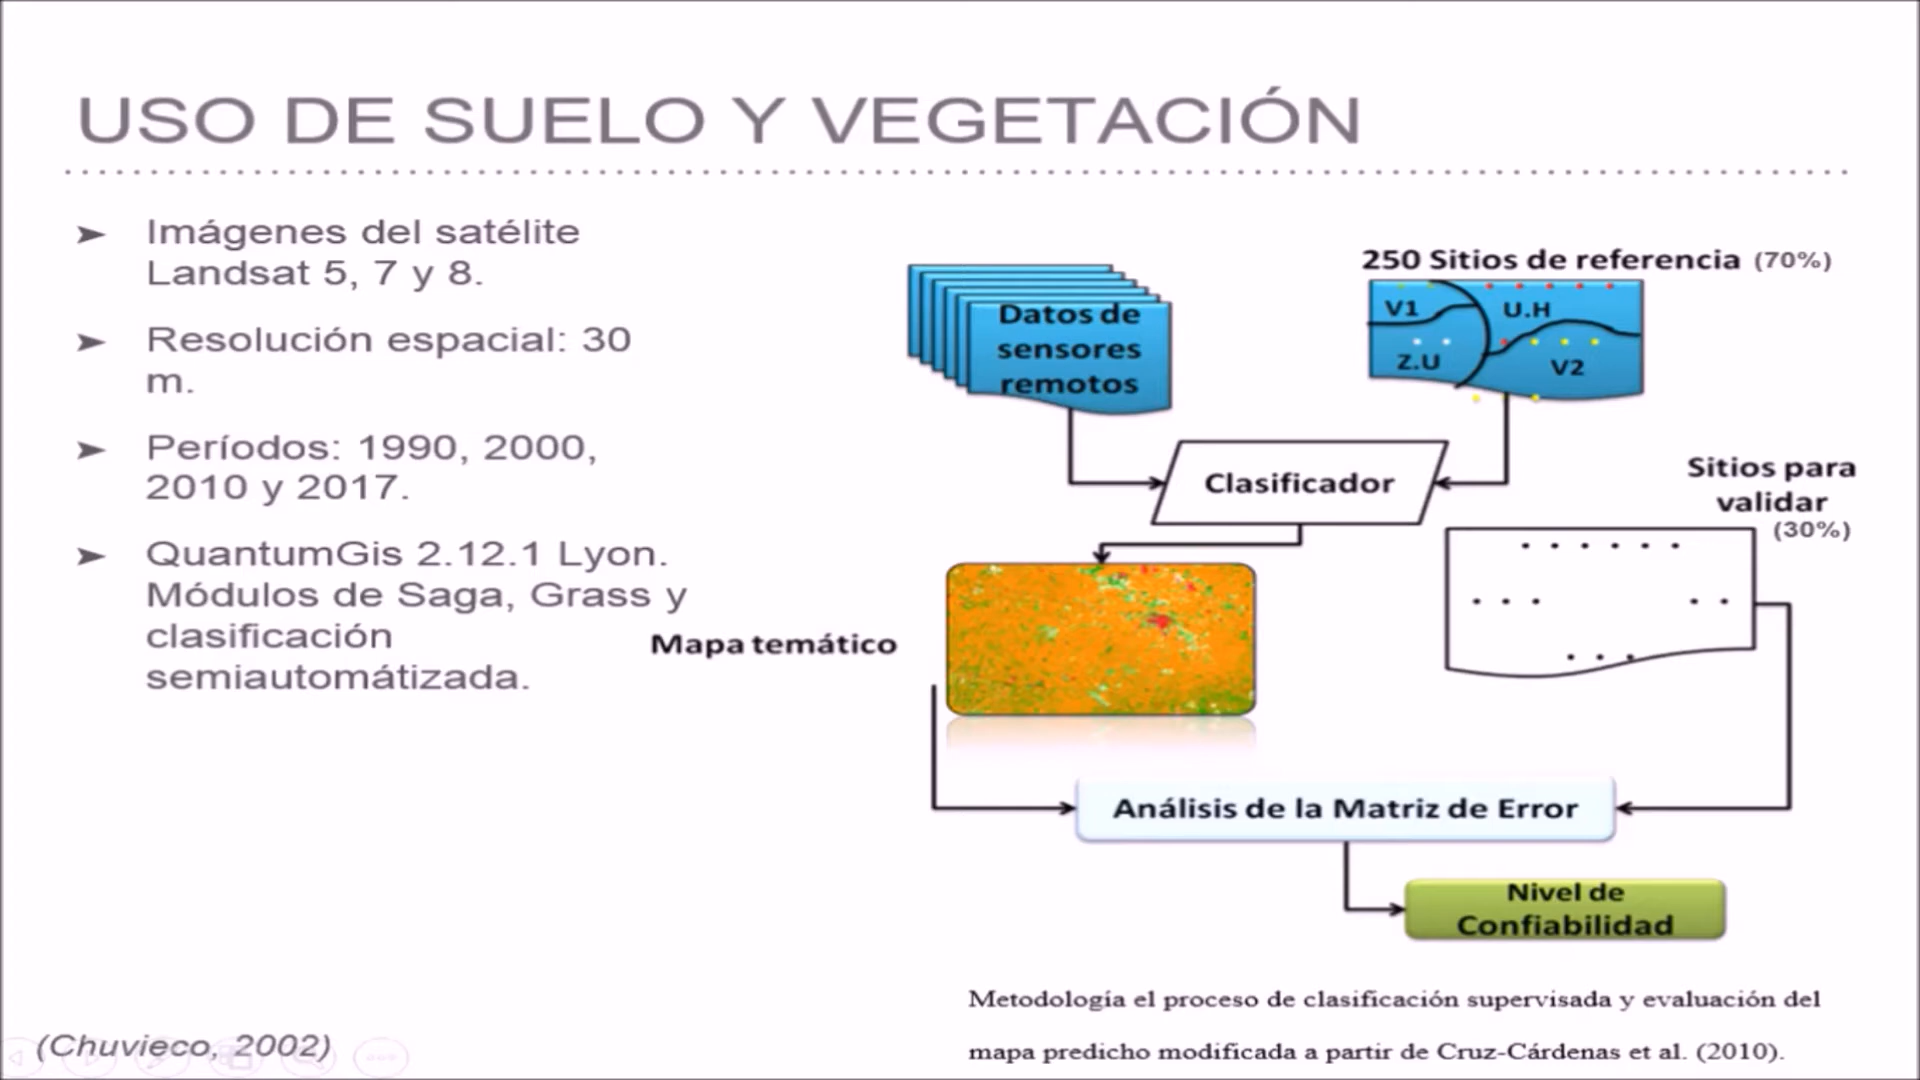 USO DE SUELO Y VEGETACIÓN
➤ Imágenes del satélite
Landsat 5, 7 y 8.
➤ Resolución espacial: 30
m.
➤ Períodos: 1990, 2000,
2010 y 2017.
➤ QuantumGis 2.12.1 Lyon.
Módulos de Saga, Grass y
clasificación
semiautomátizada.
(Chuvieco, 2002)
Datos de
sensores
remotos
250 Sitios de referencia (70%)
V1
U.H
Z.U
V2
Clasificador
Sitios para
validar
(30%)
Mapa temático
Análisis de la Matriz de Error
Nivel de
Confiabilidad
Metodología el proceso de clasificación supervisada y evaluación del
mapa predicho modificada a partir de Cruz-Cárdenas et al. (2010).